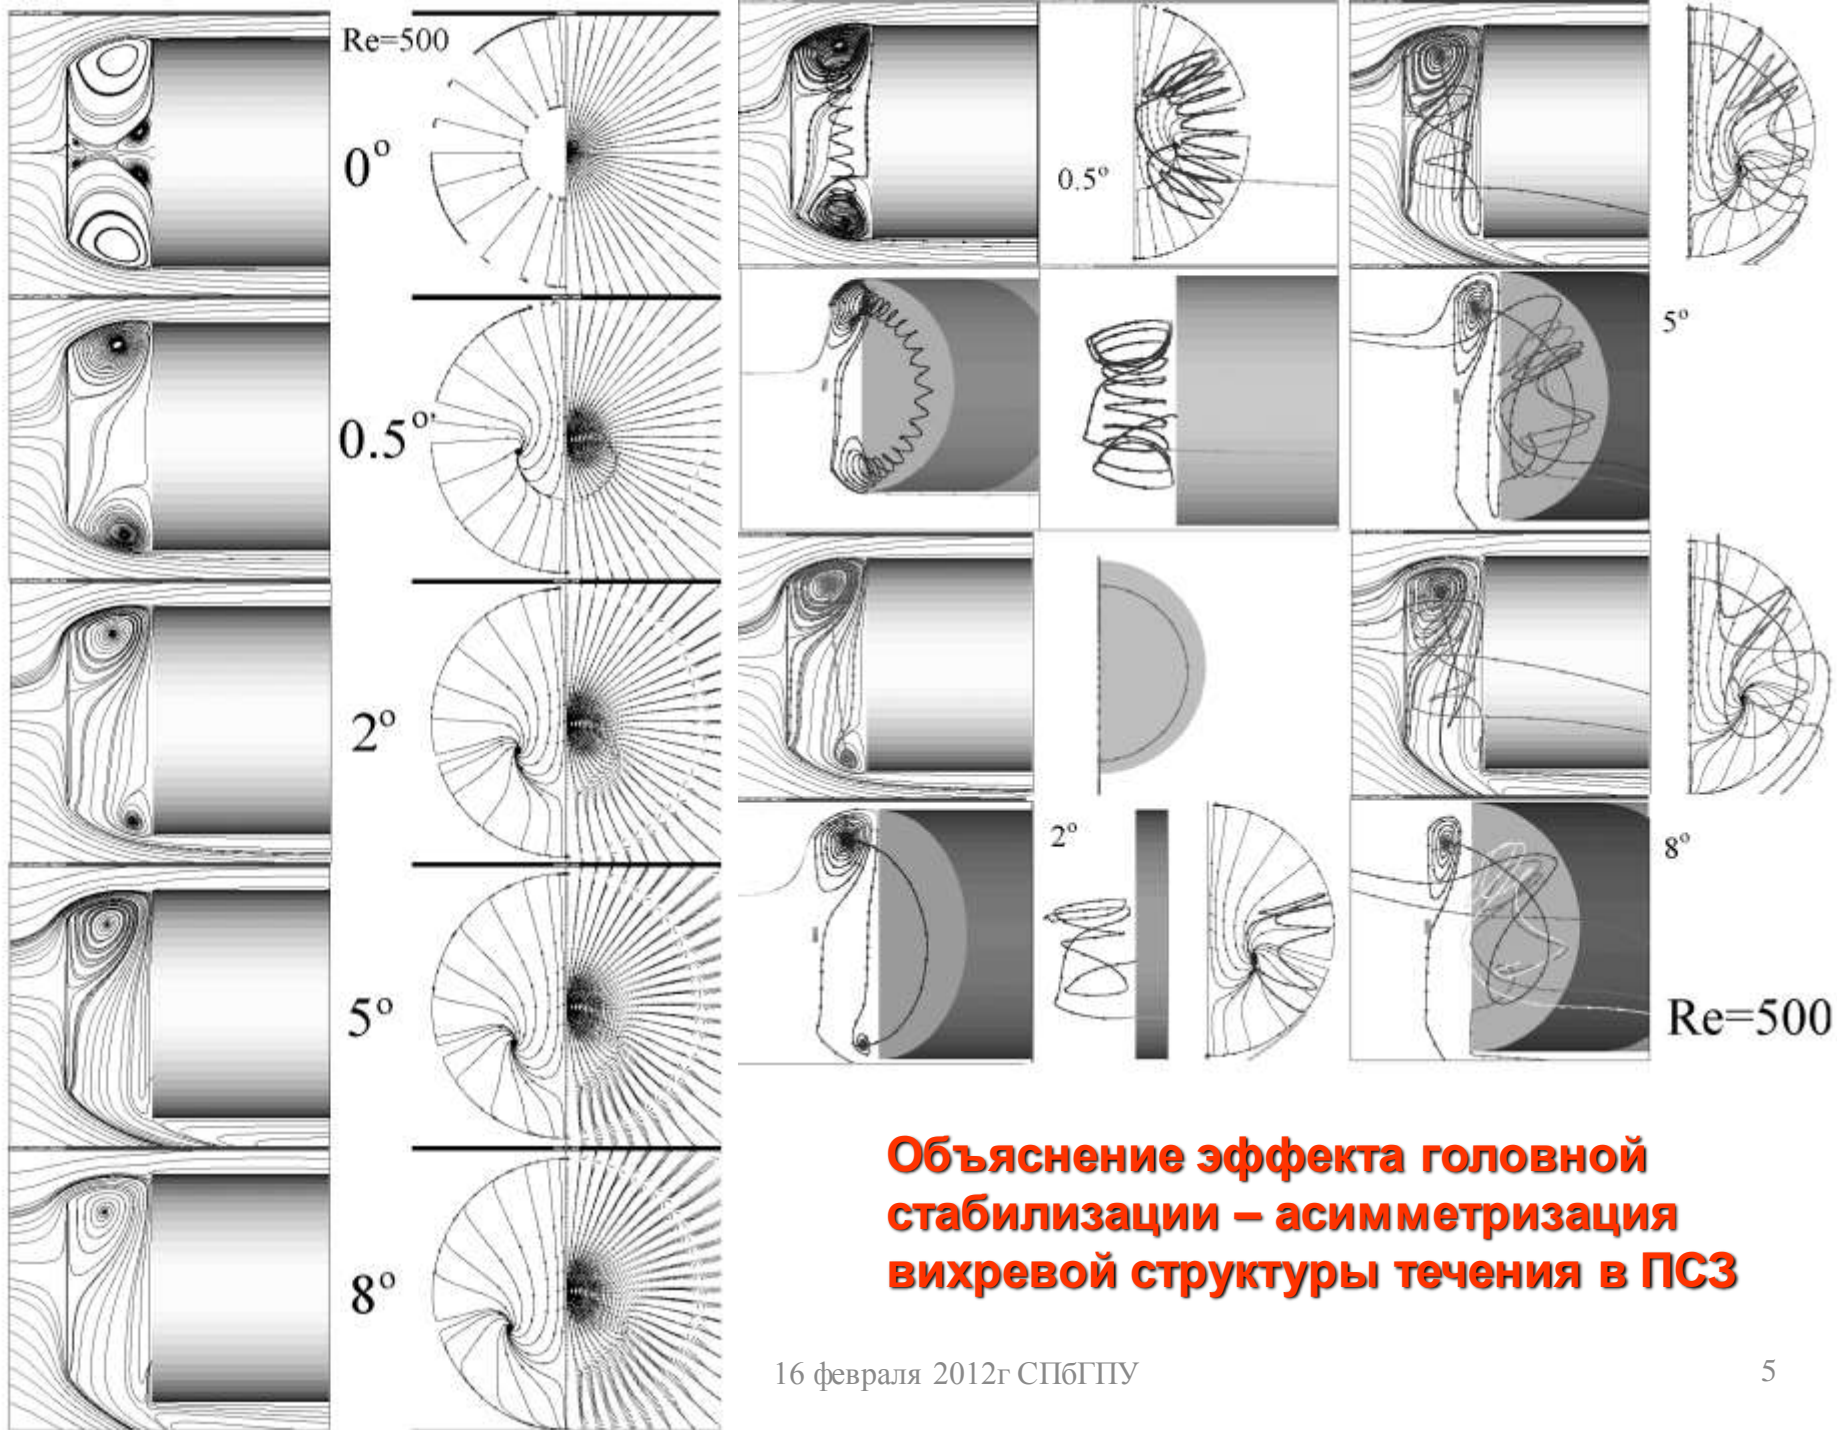 Re=500
0°
0.5°
2°
5°
8°
0.5°
5°
2°
8°
Re=500
Объяснение эффекта головной
стабилизации – асимметризация
вихревой структуры течения в ПСЗ
16 февраля 2012г СПбГПУ
5